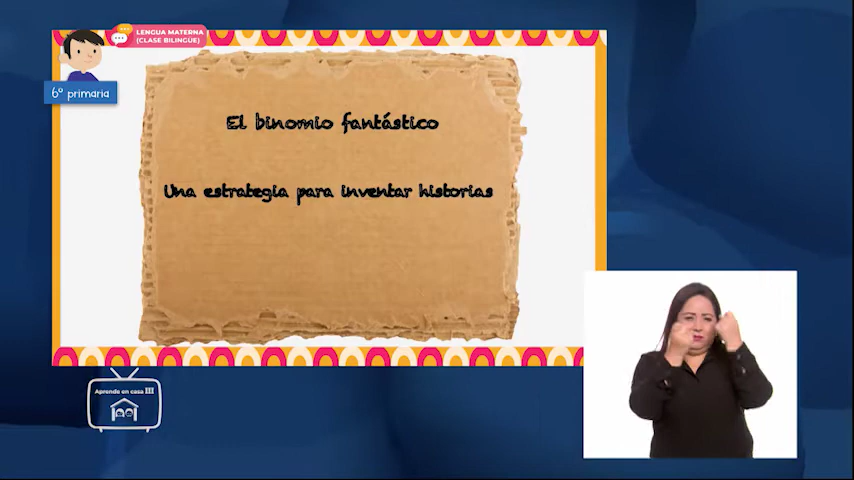 LENGUA MATERNA
(CLASE BILINGÜE)
6º primaria
El binomio fantástico
Una estrategia para inventar historias
Aprende en casa III